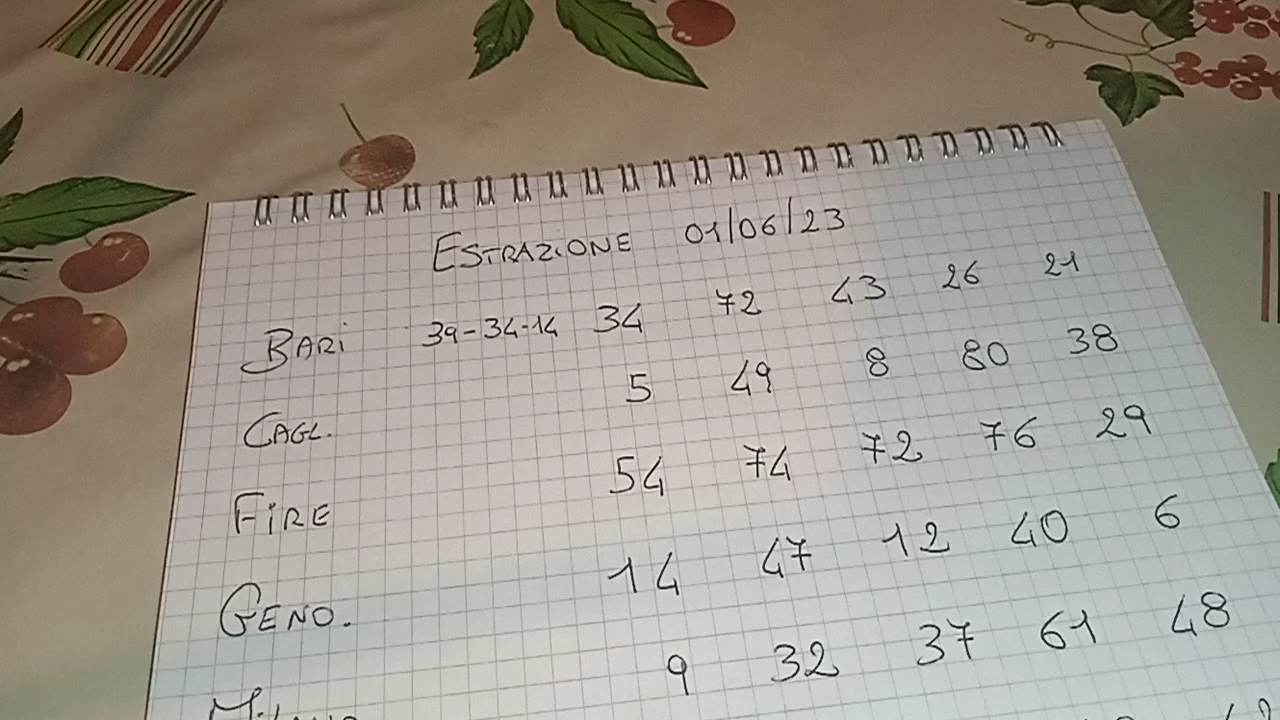 ESTRAZIONE 01/06/23
BARI 39-34-14 34 72 43 26 21
CAGL. 5 49 8 80 38
FIRE 54 74 72 76 29
GENO. 14 47 12 40 6
Milano 9 32 37 61 48